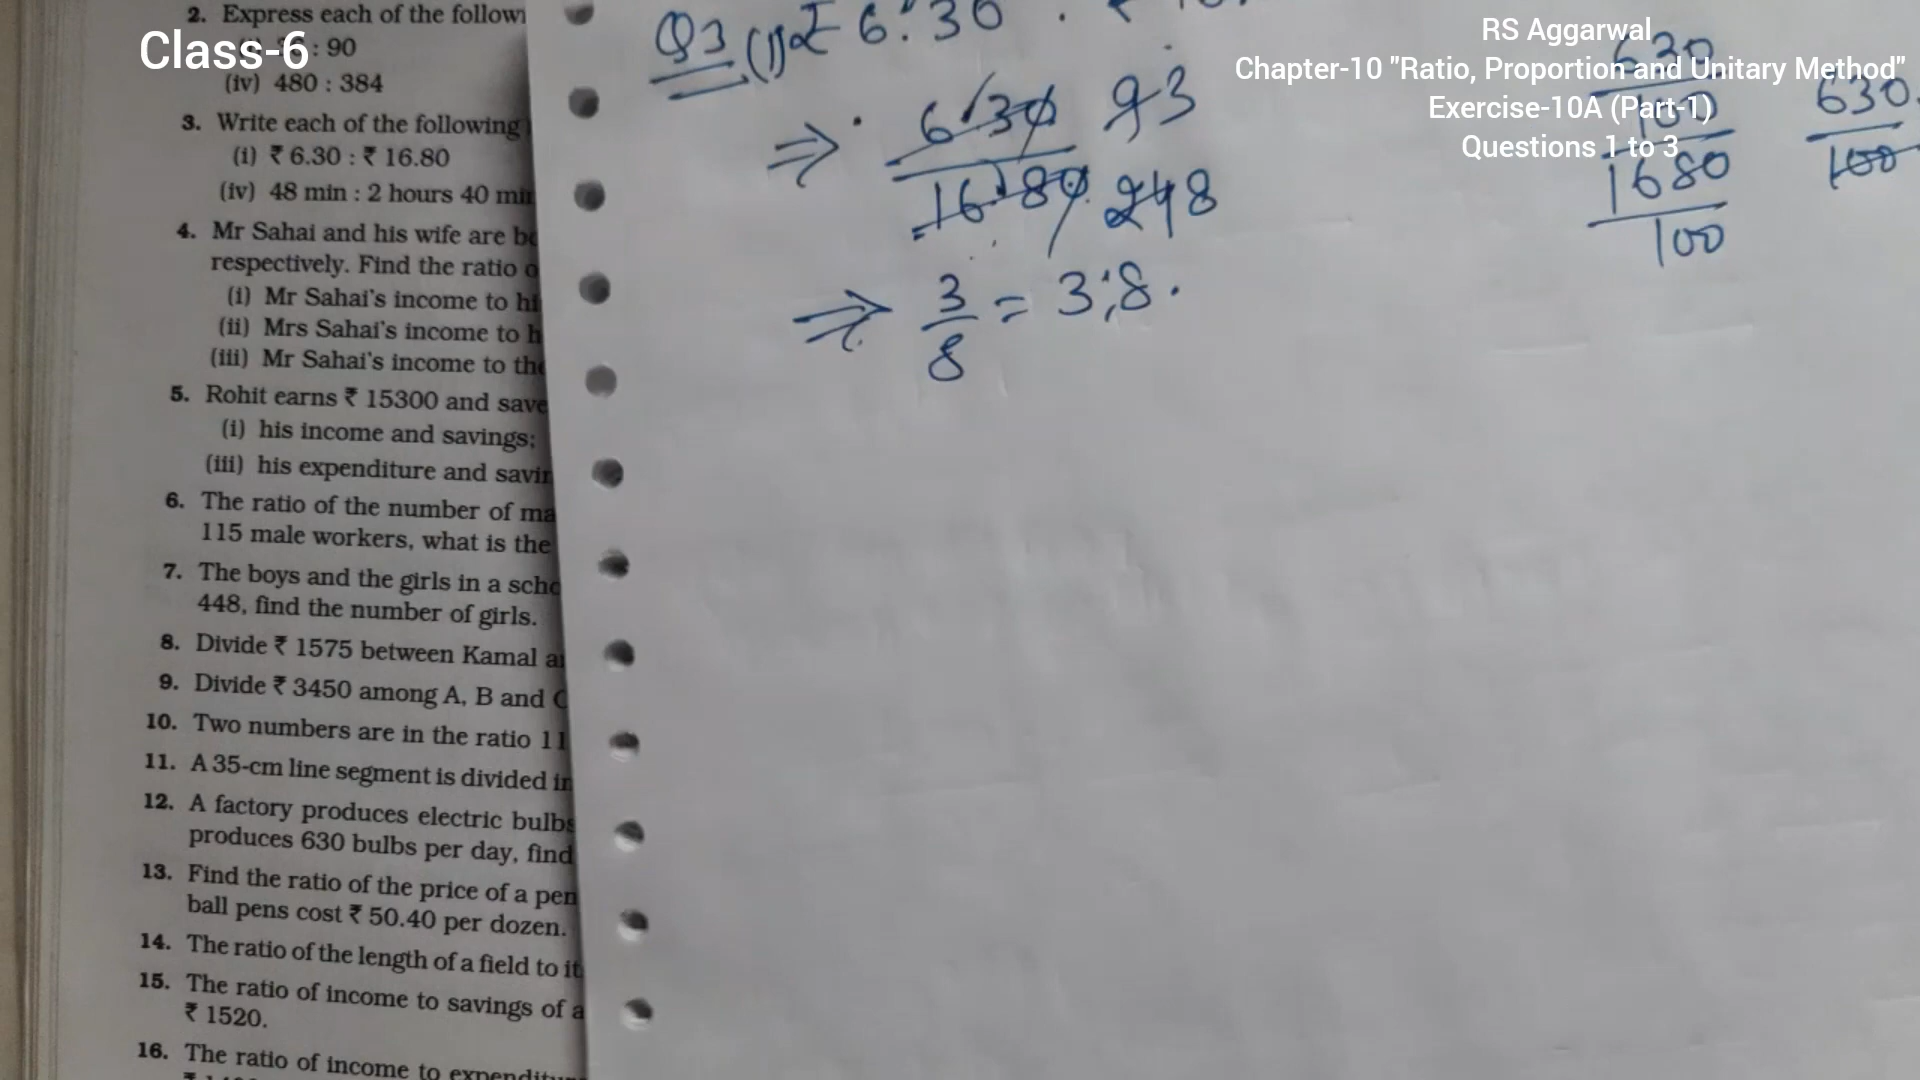 Class-6
RS Aggarwal
Chapter-10 "Ratio, Proportion and Unitary Method"
Exercise-10A (Part-1)
Questions 1 to 3
2. Express each of the follow
: 90
(iv) 480 : 384
3. Write each of the following
(i) ₹ 6.30 : ₹ 16.80
(iv) 48 min : 2 hours 40 min
4. Mr Sahai and his wife are b
respectively. Find the ratio o
(i) Mr Sahai's income to hi
(ii) Mrs Sahai's income to h
(iii) Mr Sahai's income to the
5. Rohit earns ₹ 15300 and save
(i) his income and savings;
(iii) his expenditure and savin
6. The ratio of the number of ma
115 male workers, what is the
7. The boys and the girls in a scho
448, find the number of girls.
8. Divide ₹ 1575 between Kamal a
9. Divide ₹ 3450 among A, B and C
10. Two numbers are in the ratio 11
11. A 35-cm line segment is divided in
12. A factory produces electric bulbs
produces 630 bulbs per day, find
13. Find the ratio of the price of a pen
ball pens cost ₹ 50.40 per dozen.
14. The ratio of the length of a field to it
15. The ratio of income to savings of a
₹ 1520.
16. The ratio of income to expenditu
Q3 (i) ₹ 6.30
⇒ 630 93
1680 248
⇒ 3/8 = 3:8.
630
100
1680
100
630
100